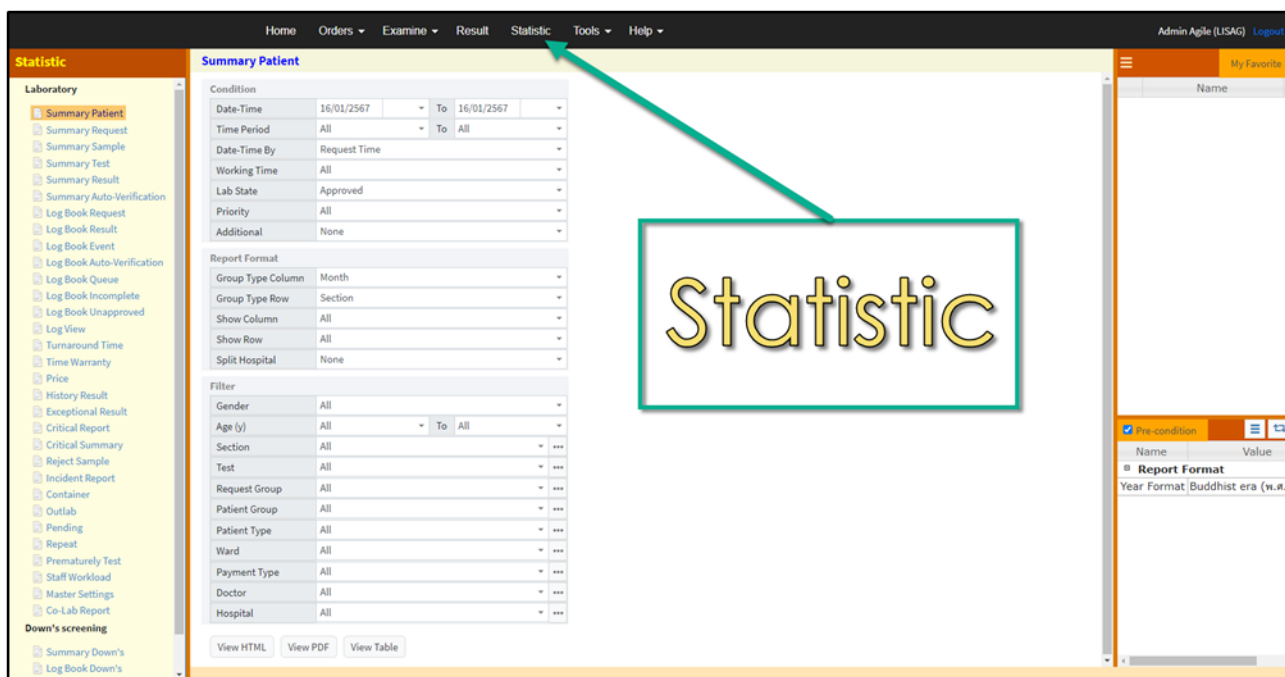 Home Orders Examine Result Statistic Tools Help Admin Agile (LISAG) Logout
Statistic
Laboratory
Summary Patient
Summary Request
Summary Sample
Summary Test
Summary Result
Summary Auto-Verification
Log Book Request
Log Book Result
Log Book Event
Log Book Auto-Verification
Log Book Queue
Log Book Incomplete
Log Book Unapproved
Log View
Turnaround Time
Time Warranty
Price
History Result
Exceptional Result
Critical Report
Critical Summary
Reject Sample
Incident Report
Container
Outlab
Pending
Repeat
Prematurely Test
Staff Workload
Master Settings
Co-Lab Report
Down's screening
Summary Down's
Log Book Down's
Summary Patient
Condition
Date-Time 16/01/2567 To 16/01/2567
Time Period All To All
Date-Time By Request Time
Working Time All
Lab State Approved
Priority All
Additional None
Report Format
Group Type Column Month
Group Type Row Section
Show Column All
Show Row All
Split Hospital None
Filter
Gender All
Age (y) All To All
Section All
Test All
Request Group All
Patient Group All
Patient Type All
Ward All
Payment Type All
Doctor All
Hospital All
View HTML View PDF View Table
Statistic
My Favorite
Name
Pre-condition
Name Value
Report Format
Year Format Buddhist era (พ.ศ.